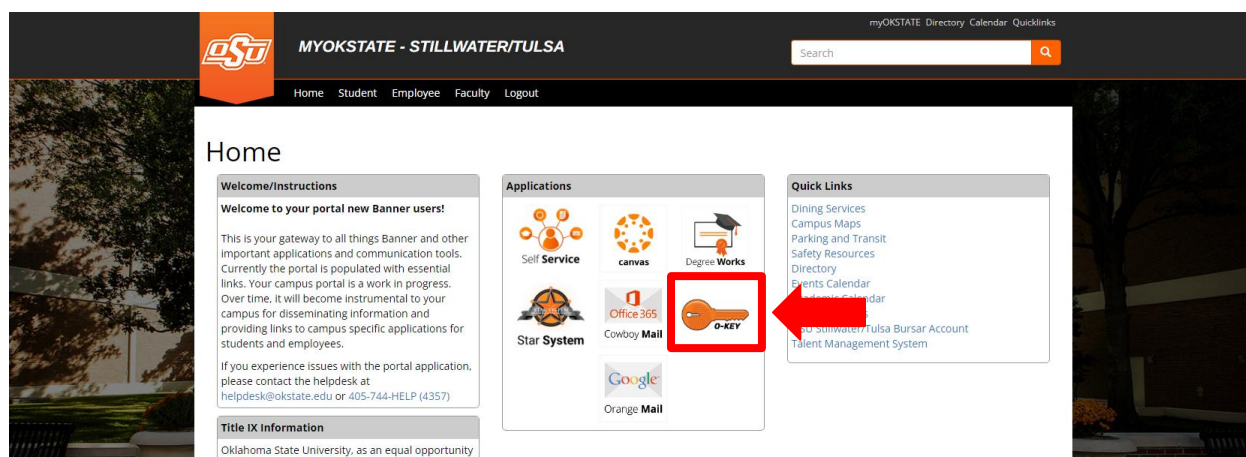 myOKSTATE Directory Calendar Quicklinks
OSU
MYOKSTATE - STILLWATER/TULSA
Search
Home Student Employee Faculty Logout
Home
Welcome/Instructions
Welcome to your portal new Banner users!
This is your gateway to all things Banner and other
important applications and communication tools.
Currently the portal is populated with essential
links. Your campus portal is a work in progress.
Over time, it will become instrumental to your
campus for disseminating information and
providing links to campus specific applications for
students and employees.
If you experience issues with the portal application,
please contact the helpdesk at
helpdesk@okstate.edu or 405-744-HELP (4357)
Title IX Information
Oklahoma State University, as an equal opportunity
Applications
Self Service
canvas
Degree Works
Star System
Office 365
Cowboy Mail
O-KEY
Google
Orange Mail
Quick Links
Dining Services
Campus Maps
Parking and Transit
Safety Resources
Directory
Events Calendar
Calendar
Stillwater/Tulsa Bursar Account
Talent Management System